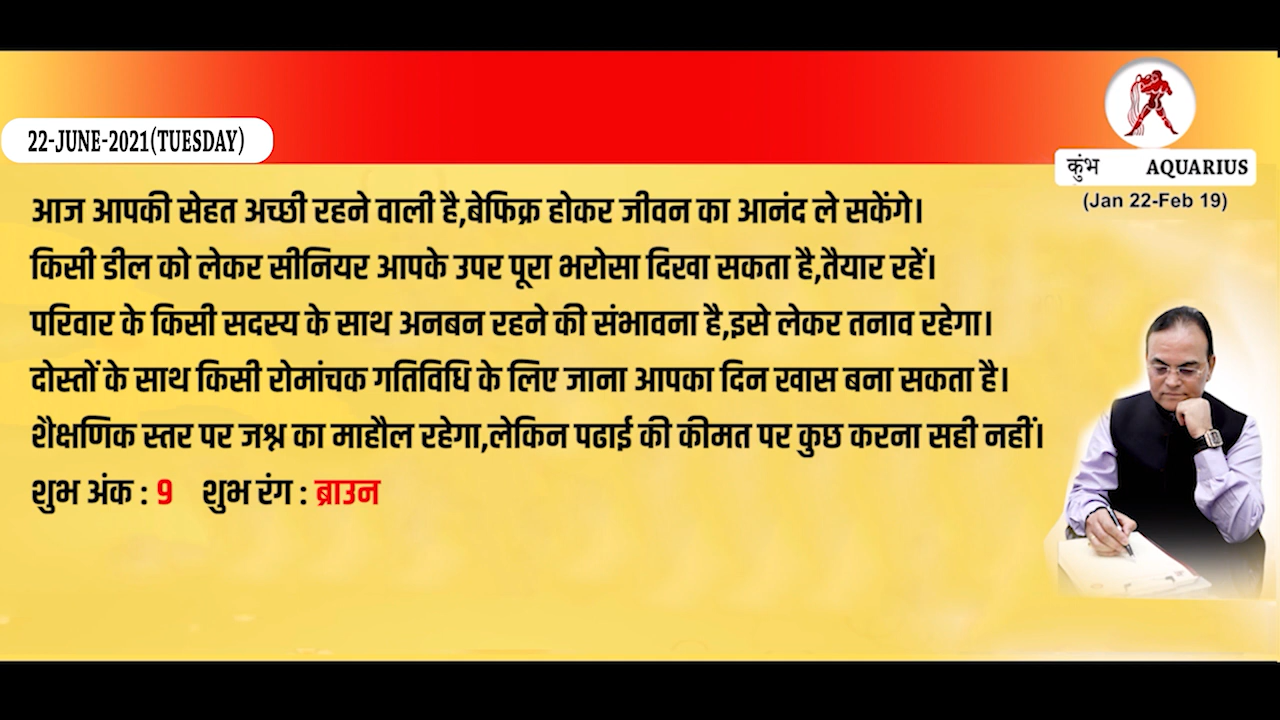 22-JUNE-2021(TUESDAY)
कुंभ AQUARIUS
(Jan 22-Feb 19)
आज आपकी सेहत अच्छी रहने वाली है,बेफिक्र होकर जीवन का आनंद ले सकेंगे।
किसी डील को लेकर सीनियर आपके उपर पूरा भरोसा दिखा सकता है,तैयार रहें।
परिवार के किसी सदस्य के साथ अनबन रहने की संभावना है,इसे लेकर तनाव रहेगा।
दोस्तों के साथ किसी रोमांचक गतिविधि के लिए जाना आपका दिन खास बना सकता है।
शैक्षणिक स्तर पर जश्न का माहौल रहेगा,लेकिन पढाई की कीमत पर कुछ करना सही नहीं।
शुभ अंक : 9 शुभ रंग : ब्राउन